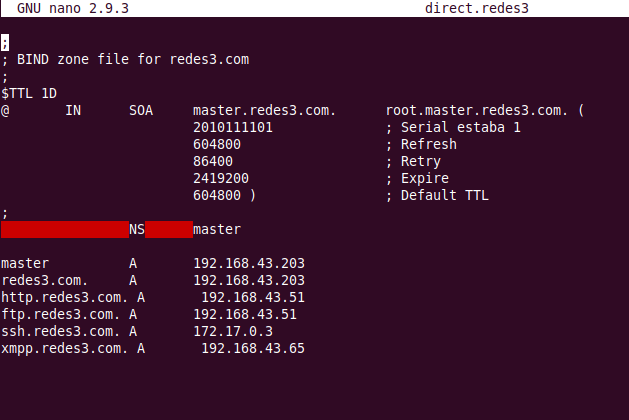 GNU nano 2.9.3 direct.redes3
;
; BIND zone file for redes3.com
;
$TTL 1D
@ IN SOA master.redes3.com. root.master.redes3.com. (
2010111101 ; Serial estaba 1
604800 ; Refresh
86400 ; Retry
2419200 ; Expire
604800 ) ; Default TTL
;
NS master
master A 192.168.43.203
redes3.com. A 192.168.43.203
http.redes3.com. A 192.168.43.51
ftp.redes3.com. A 192.168.43.51
ssh.redes3.com. A 172.17.0.3
xmpp.redes3.com. A 192.168.43.65